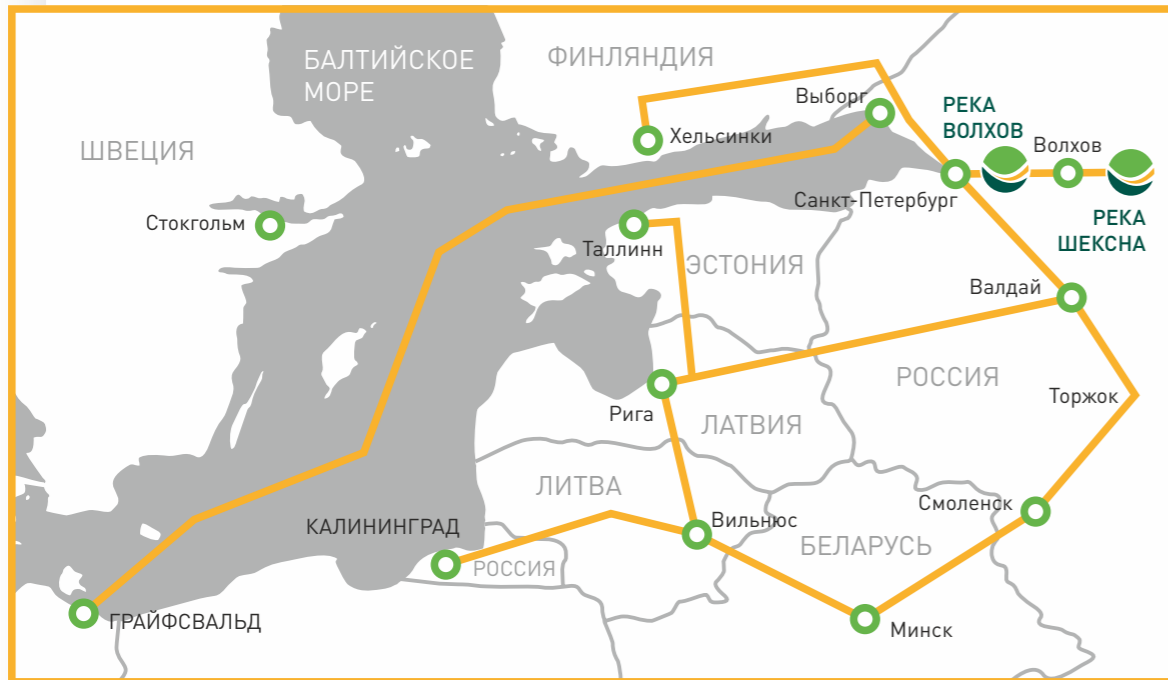 БАЛТИЙСКОЕ
МОРЕ
ФИНЛЯНДИЯ
Выборг
РЕКА
ВОЛХОВ
Хельсинки
Волхов
ШВЕЦИЯ
Санкт-Петербург
Стокгольм
РЕКА
ШЕКСНА
Таллинн
ЭСТОНИЯ
Валдай
РОССИЯ
Торжок
Рига
ЛАТВИЯ
ЛИТВА
Смоленск
КАЛИНИНГРАД
Вильнюс
БЕЛАРУСЬ
РОССИЯ
ГРАЙФСВАЛЬД
Минск